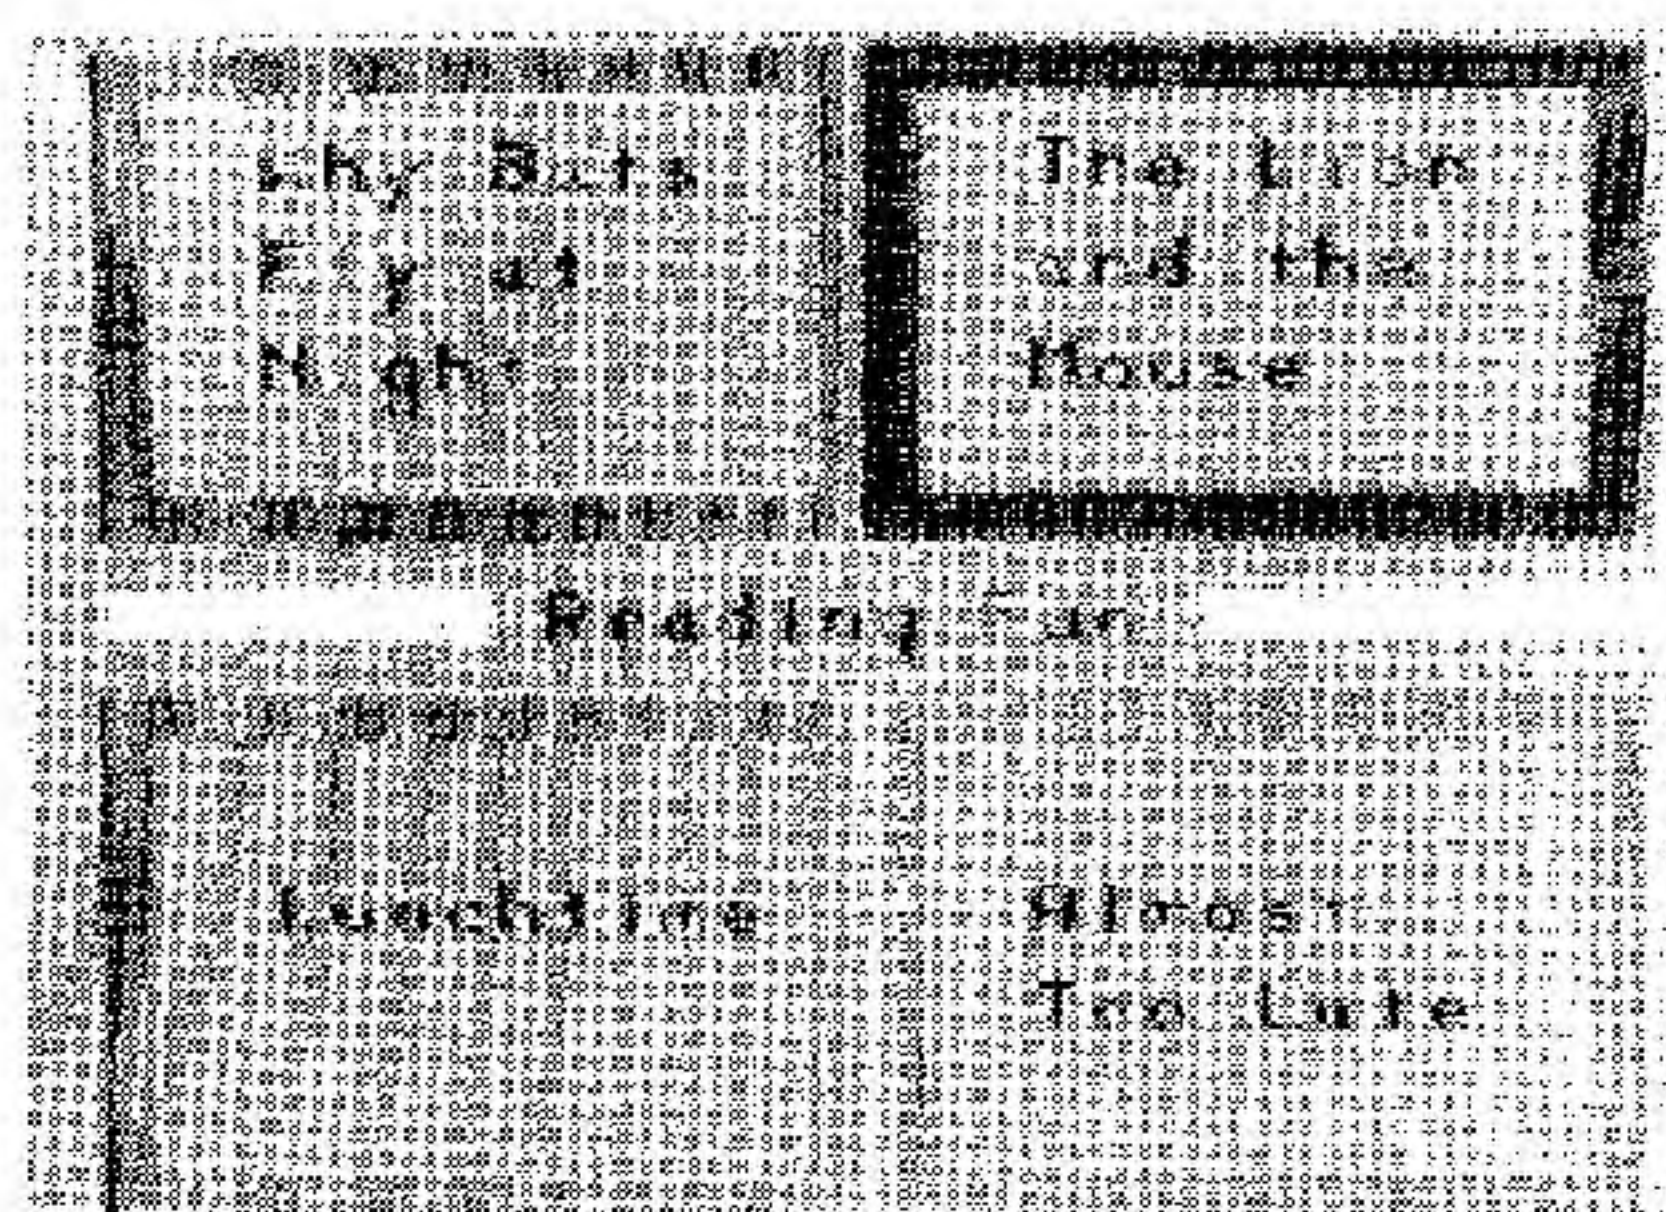 Why Bats
Fly at
Night
The Lion
and the
Mouse
Reading Fun
Lunchtime
Almost
Too Late